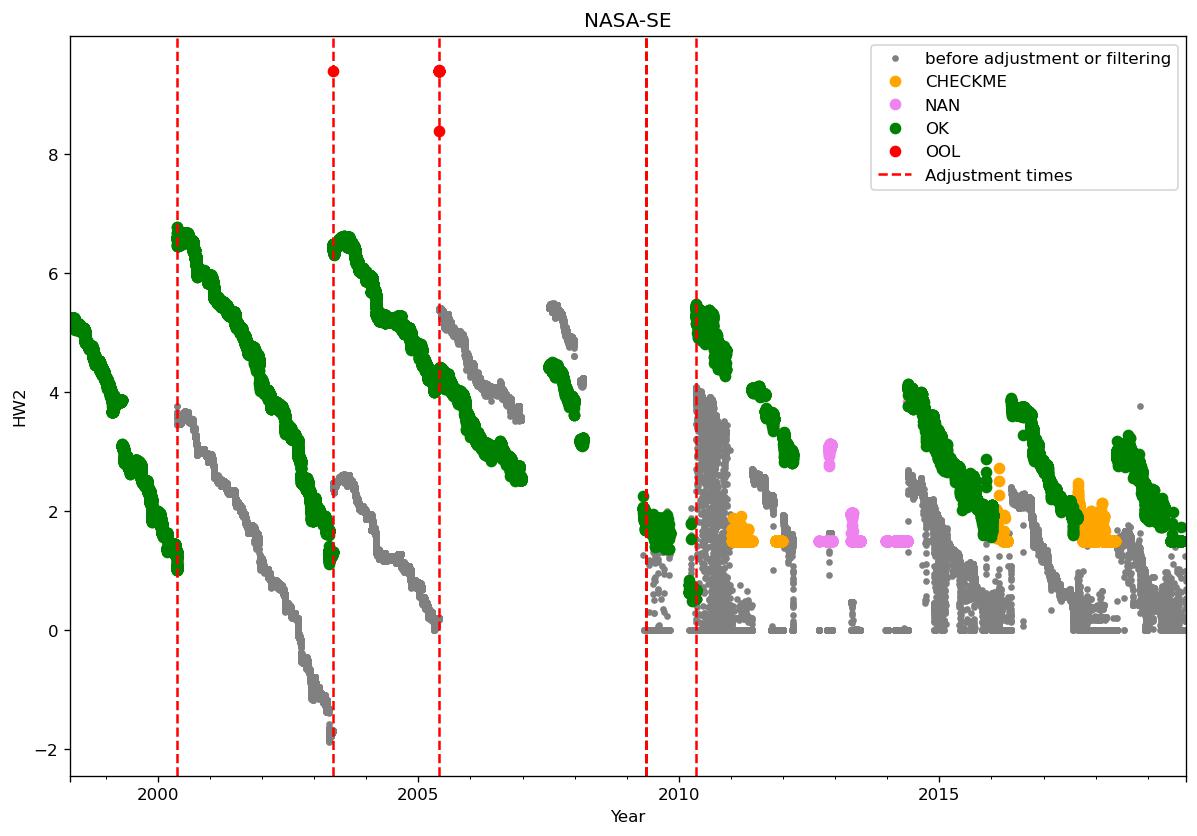 NASA-SE
before adjustment or filtering
CHECKME
NAN
OK
OOL
Adjustment times
8
6
4
2
0
−2
HW2
2000
2005
2010
2015
Year